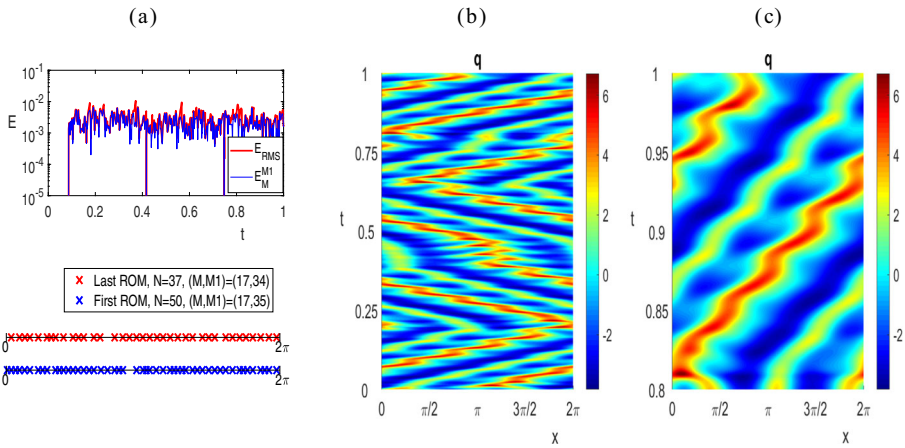 (a)
(b)
(c)
10^-1
10^-2
10^-3
10^-4
10^-5
E
0
0.2
0.4
0.6
0.8
1
t
E_RMS
E_M^M1
Last ROM, N=37, (M,M1)=(17,34)
First ROM, N=50, (M,M1)=(17,35)
0
2π
0
2π
q
1
0.75
0.5
0.25
0
t
0
π/2
π
3π/2
2π
x
6
4
2
0
-2
q
1
0.95
0.9
0.85
0.8
t
0
π/2
π
3π/2
2π
x
6
4
2
0
-2